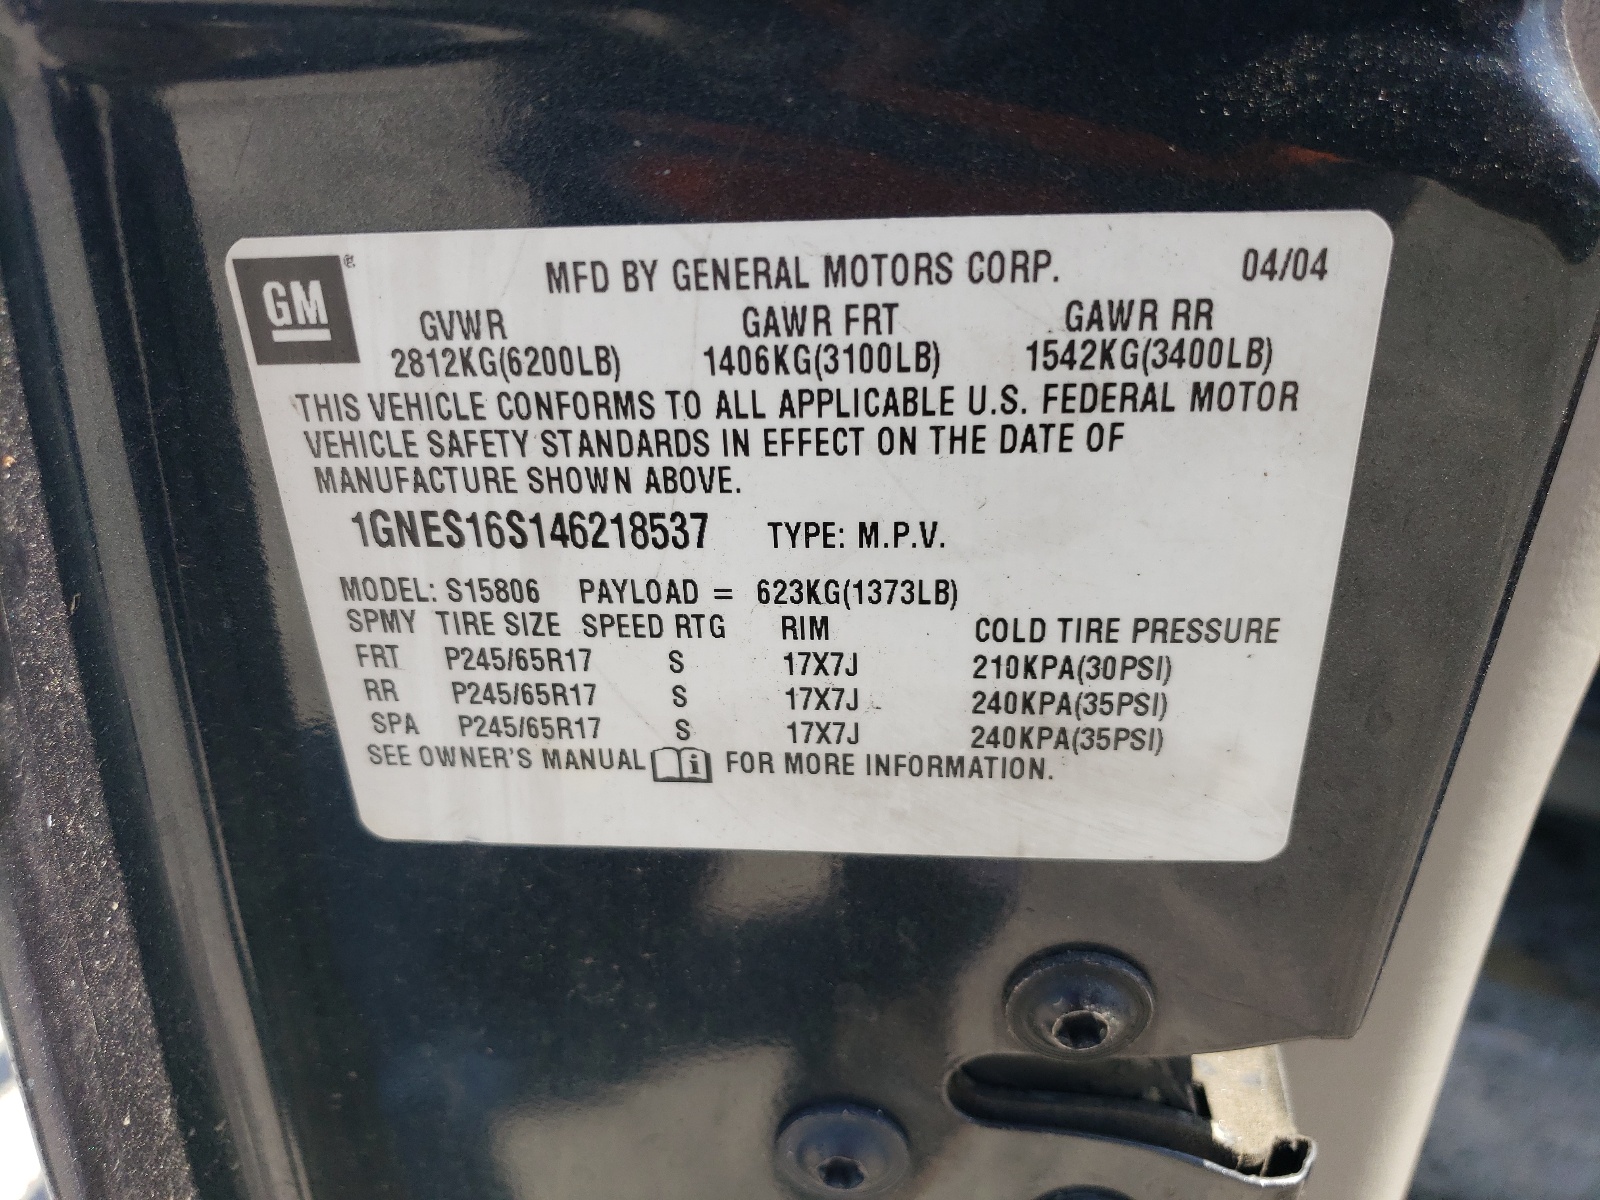 GM®
MFD BY GENERAL MOTORS CORP. 04/04
GVWR GAWR FRT GAWR RR
2812KG(6200LB) 1406KG(3100LB) 1542KG(3400LB)
THIS VEHICLE CONFORMS TO ALL APPLICABLE U.S. FEDERAL MOTOR
VEHICLE SAFETY STANDARDS IN EFFECT ON THE DATE OF
MANUFACTURE SHOWN ABOVE.
1GNES16S146218537 TYPE: M.P.V.
MODEL: S15806 PAYLOAD = 623KG(1373LB)
SPMY TIRE SIZE SPEED RTG RIM COLD TIRE PRESSURE
FRT P245/65R17 S 17X7J 210KPA(30PSI)
RR P245/65R17 S 17X7J 240KPA(35PSI)
SPA P245/65R17 S 17X7J 240KPA(35PSI)
SEE OWNER'S MANUAL i FOR MORE INFORMATION.